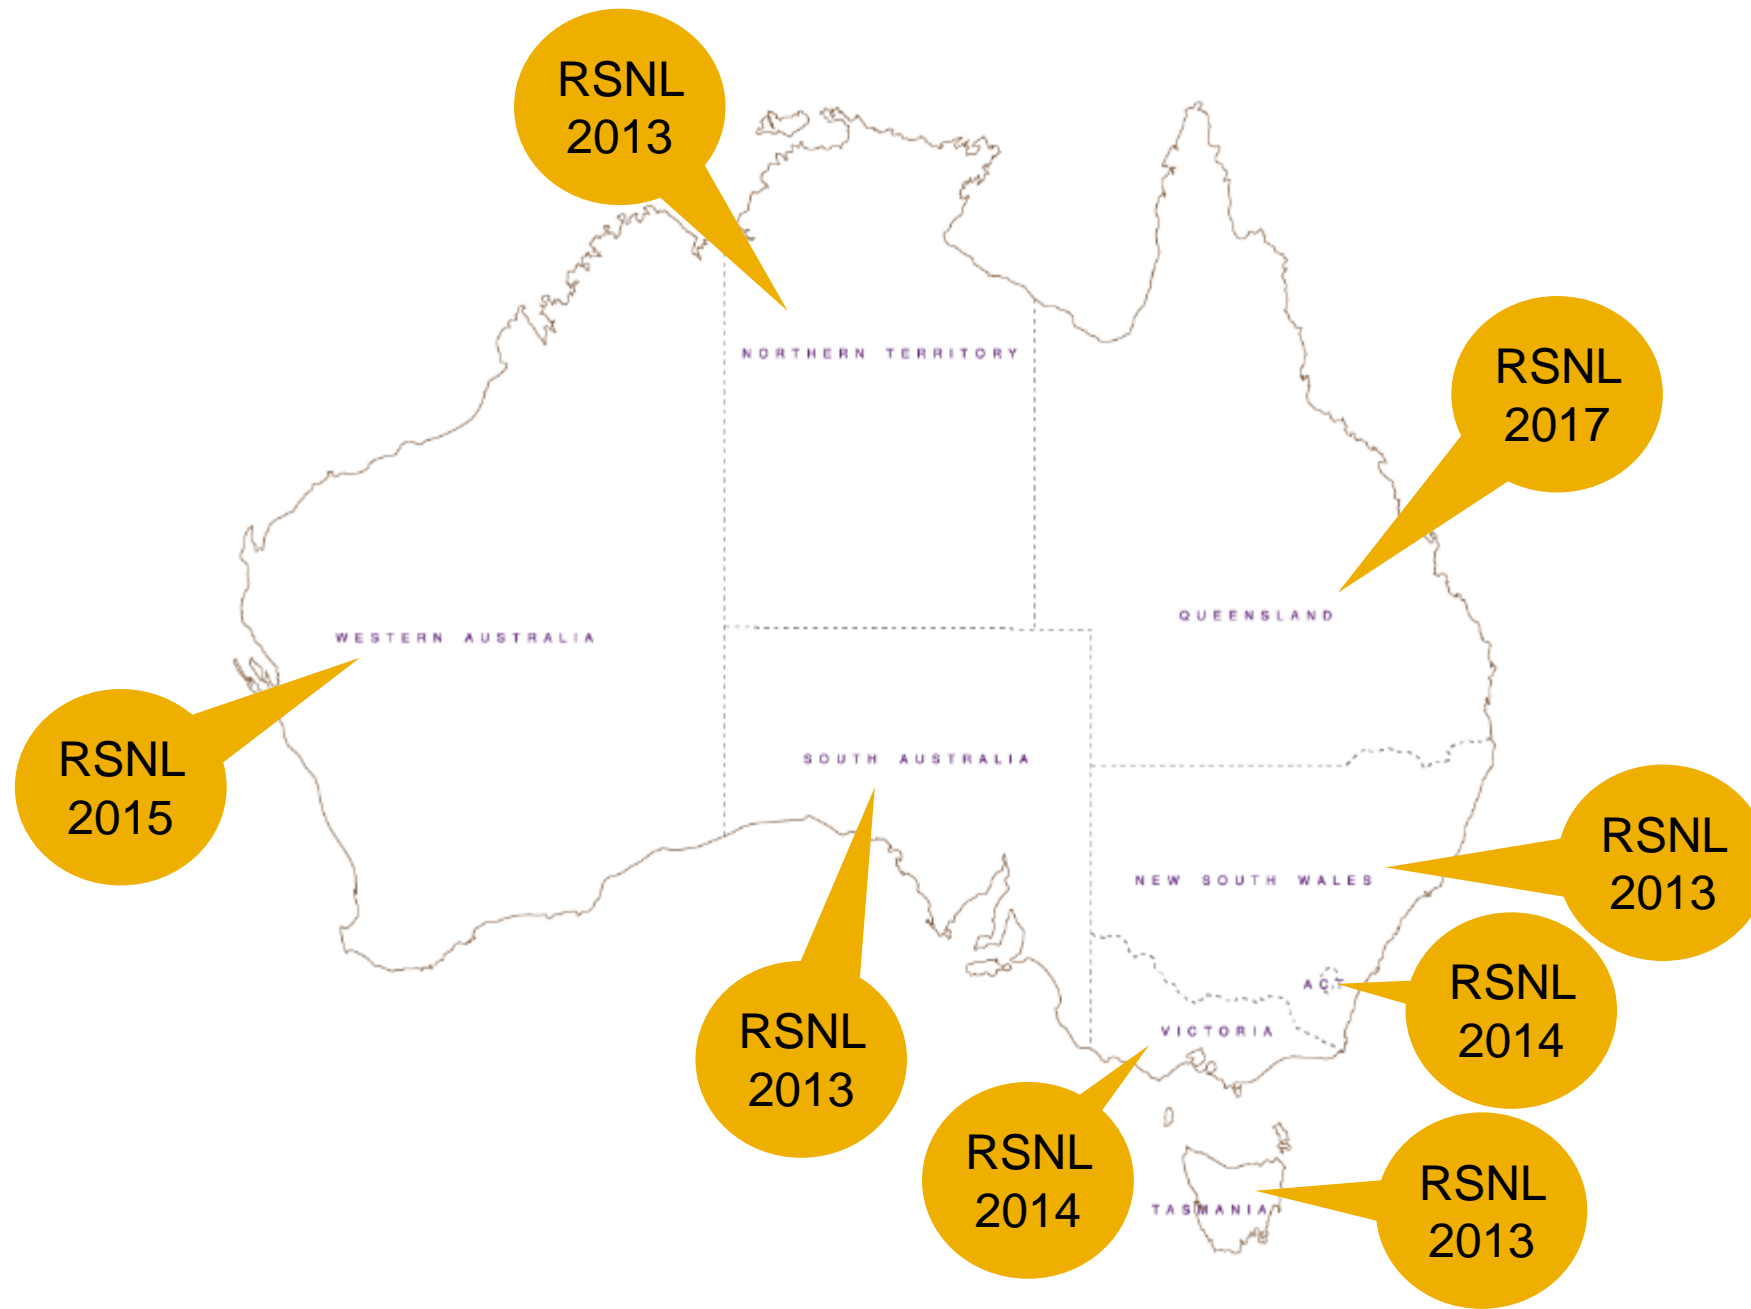 RSNL
2013
NORTHERN TERRITORY
RSNL
2017
QUEENSLAND
WESTERN AUSTRALIA
RSNL
2015
SOUTH AUSTRALIA
RSNL
2013
NEW SOUTH WALES
RSNL
2013
ACT
RSNL
2014
VICTORIA
RSNL
2014
TASMANIA
RSNL
2013